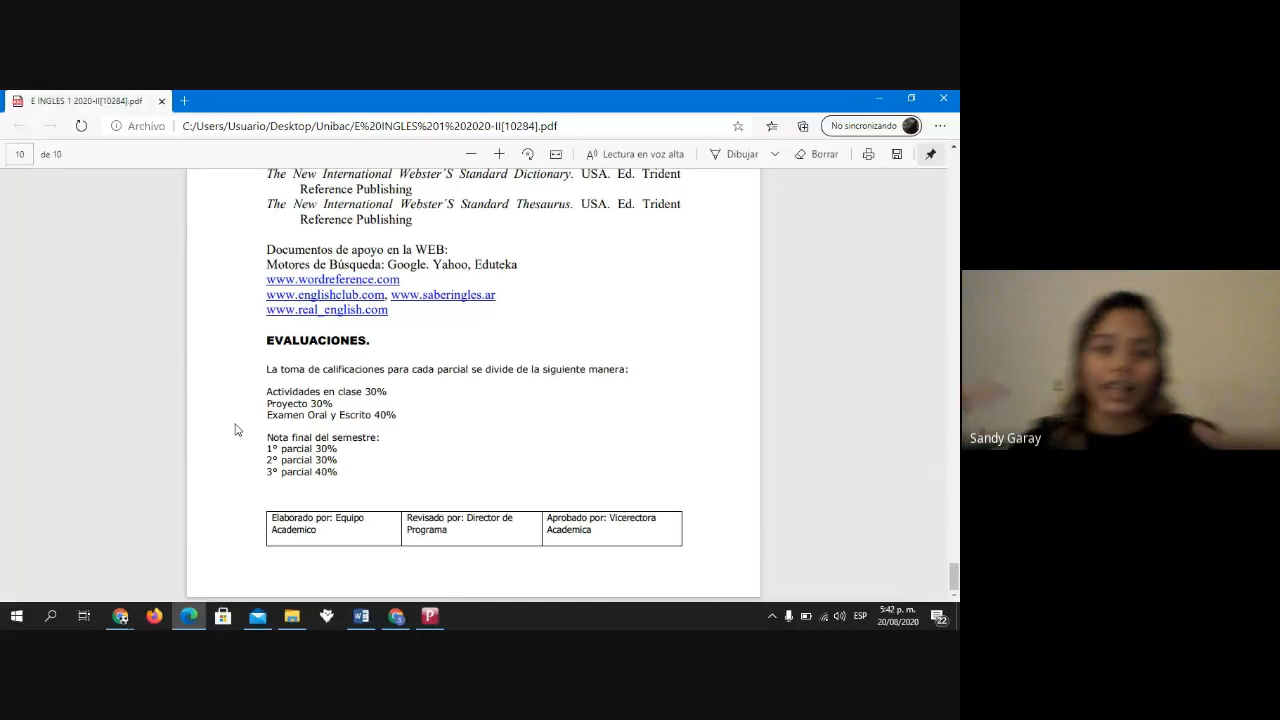 E INGLES 1 2020-II[10284].pdf
Archivo
C:/Users/Usuario/Desktop/Unibac/E%20INGLES%201%202020-II[10284].pdf
No sincronizando
10 de 10
Lectura en voz alta
Dibujar
Borrar
The New International Webster´S Standard Dictionary. USA. Ed. Trident
Reference Publishing
The New International Webster´S Standard Thesaurus. USA. Ed. Trident
Reference Publishing
Documentos de apoyo en la WEB:
Motores de Búsqueda: Google. Yahoo, Eduteka
www.wordreference.com
www.englishclub.com, www.saberingles.ar
www.real_english.com
EVALUACIONES.
La toma de calificaciones para cada parcial se divide de la siguiente manera:
Actividades en clase 30%
Proyecto 30%
Examen Oral y Escrito 40%
Nota final del semestre:
1° parcial 30%
2° parcial 30%
3° parcial 40%
Elaborado por: Equipo
Academico
Revisado por: Director de
Programa
Aprobado por: Vicerectora
Academica
Sandy Garay
ESP
5:42 p. m.
20/08/2020
22